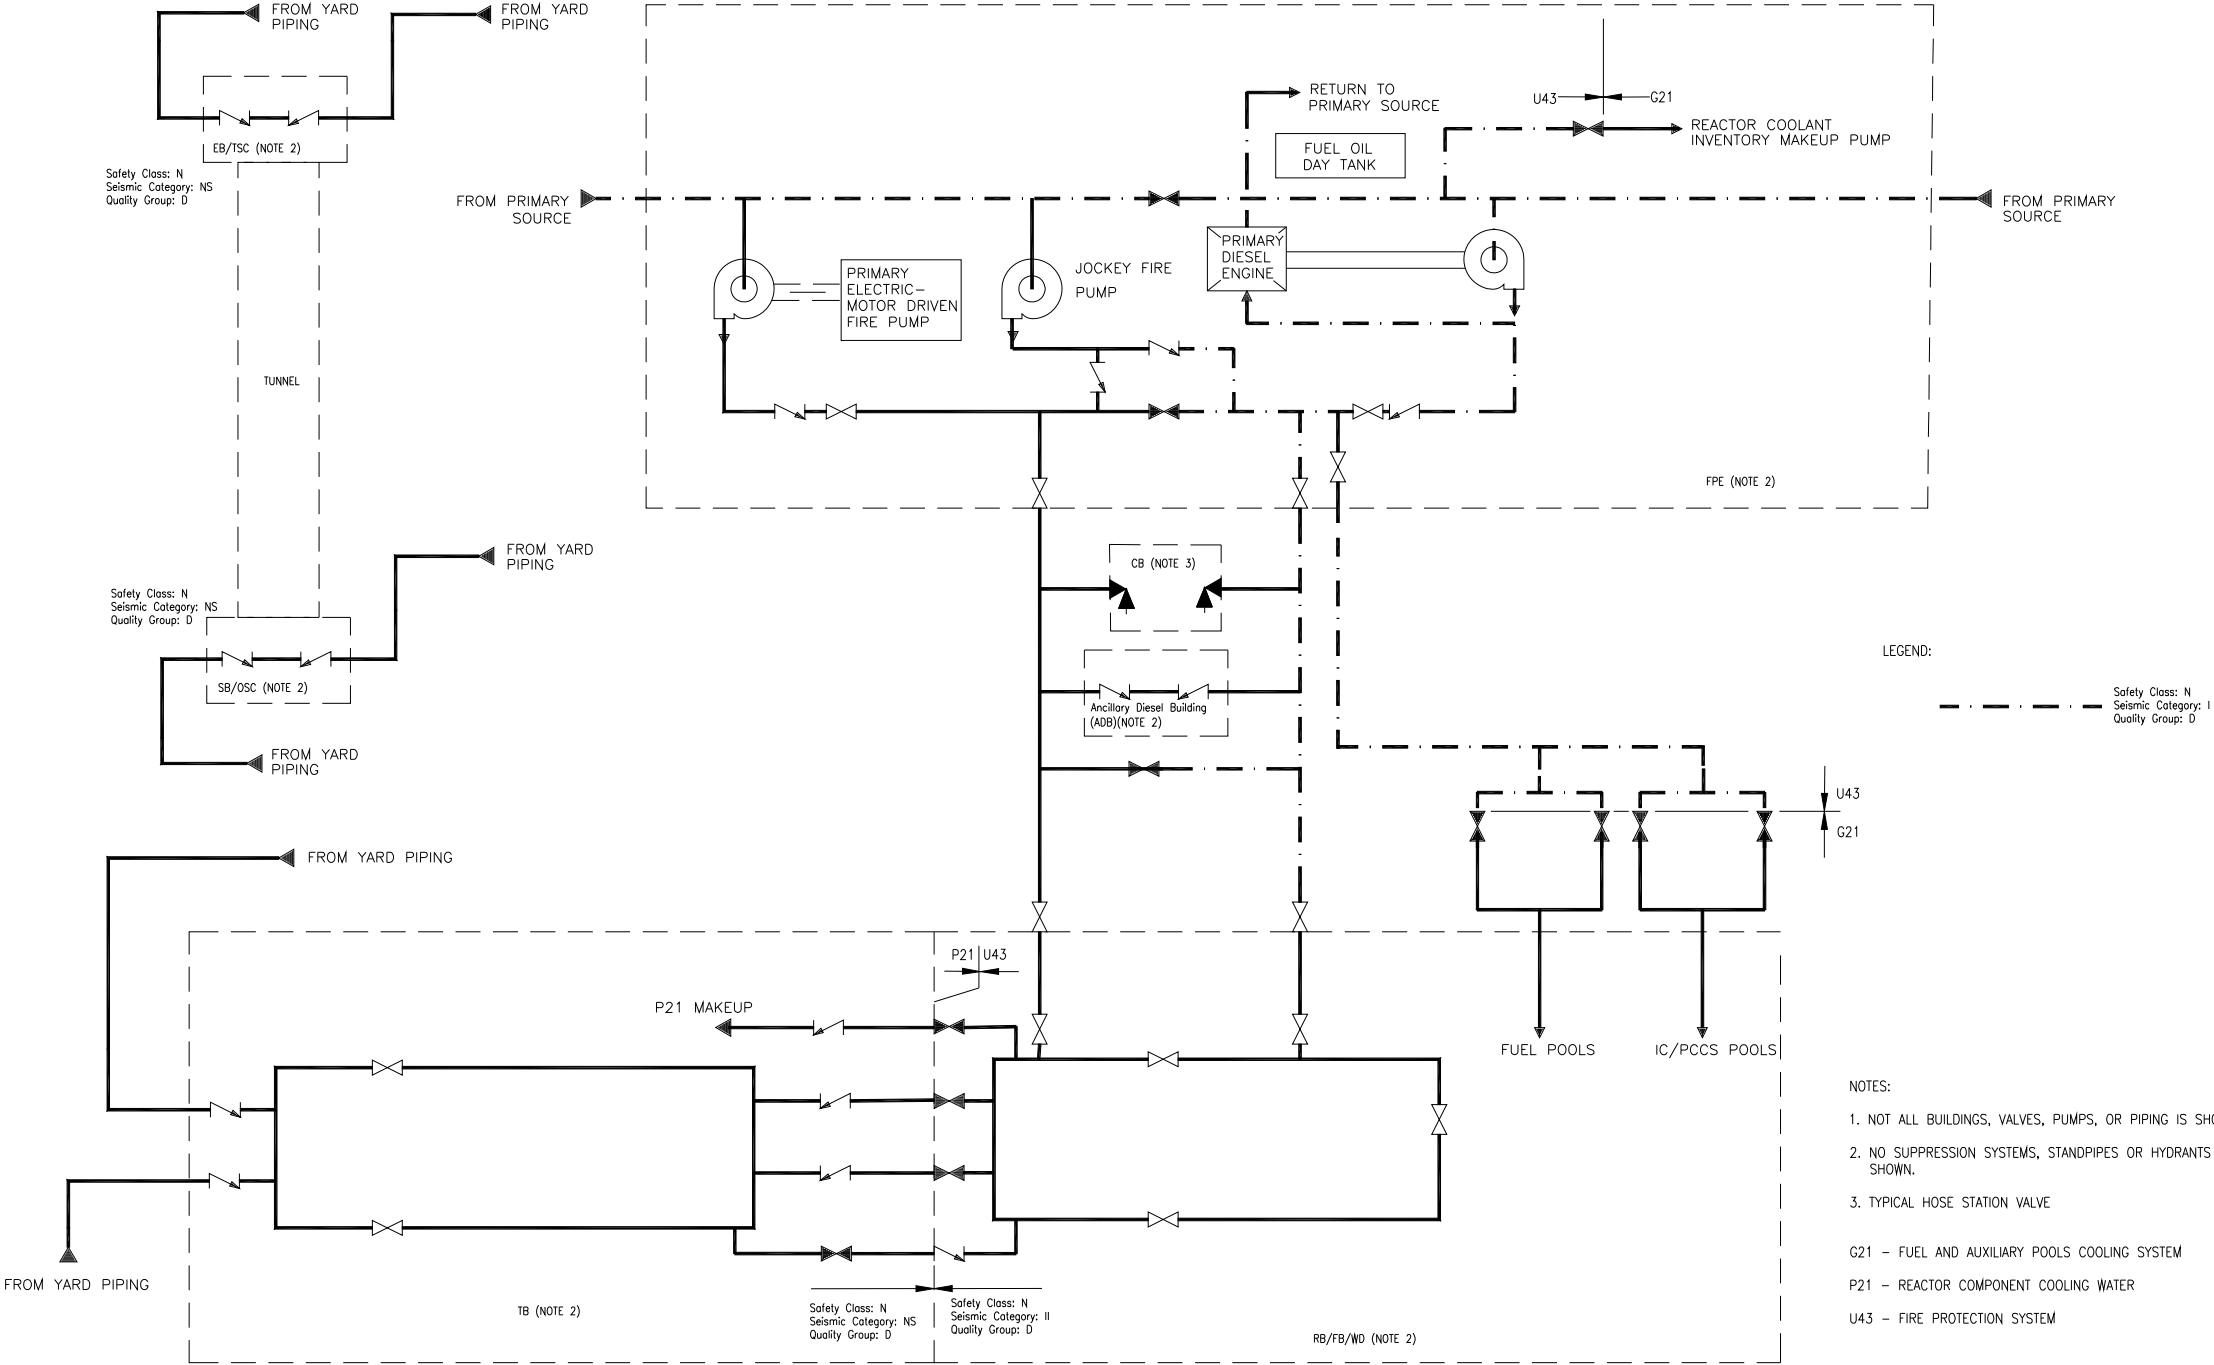 FROM YARD
PIPING
FROM YARD
PIPING
EB/TSC (NOTE 2)
Safety Class: N
Seismic Category: NS
Quality Group: D
TUNNEL
FROM YARD
PIPING
Safety Class: N
Seismic Category: NS
Quality Group: D
SB/OSC (NOTE 2)
FROM YARD
PIPING
RETURN TO
PRIMARY SOURCE
U43
G21
REACTOR COOLANT
INVENTORY MAKEUP PUMP
FUEL OIL
DAY TANK
FROM PRIMARY
SOURCE
FROM PRIMARY
SOURCE
PRIMARY
ELECTRIC-
MOTOR DRIVEN
FIRE PUMP
JOCKEY FIRE
PUMP
PRIMARY
DIESEL
ENGINE
FPE (NOTE 2)
CB (NOTE 3)
Ancillary Diesel Building
(ADB)(NOTE 2)
LEGEND:
Safety Class: N
Seismic Category: I
Quality Group: D
U43
G21
FROM YARD PIPING
P21
U43
P21 MAKEUP
FUEL POOLS
IC/PCCS POOLS
FROM YARD PIPING
TB (NOTE 2)
Safety Class: N
Seismic Category: NS
Quality Group: D
Safety Class: N
Seismic Category: II
Quality Group: D
RB/FB/WD (NOTE 2)
NOTES:
1. NOT ALL BUILDINGS, VALVES, PUMPS, OR PIPING IS
2. NO SUPPRESSION SYSTEMS, STANDPIPES OR HYDRANTS
SHOWN.
3. TYPICAL HOSE STATION VALVE
G21 - FUEL AND AUXILIARY POOLS COOLING SYSTEM
P21 - REACTOR COMPONENT COOLING WATER
U43 - FIRE PROTECTION SYSTEM